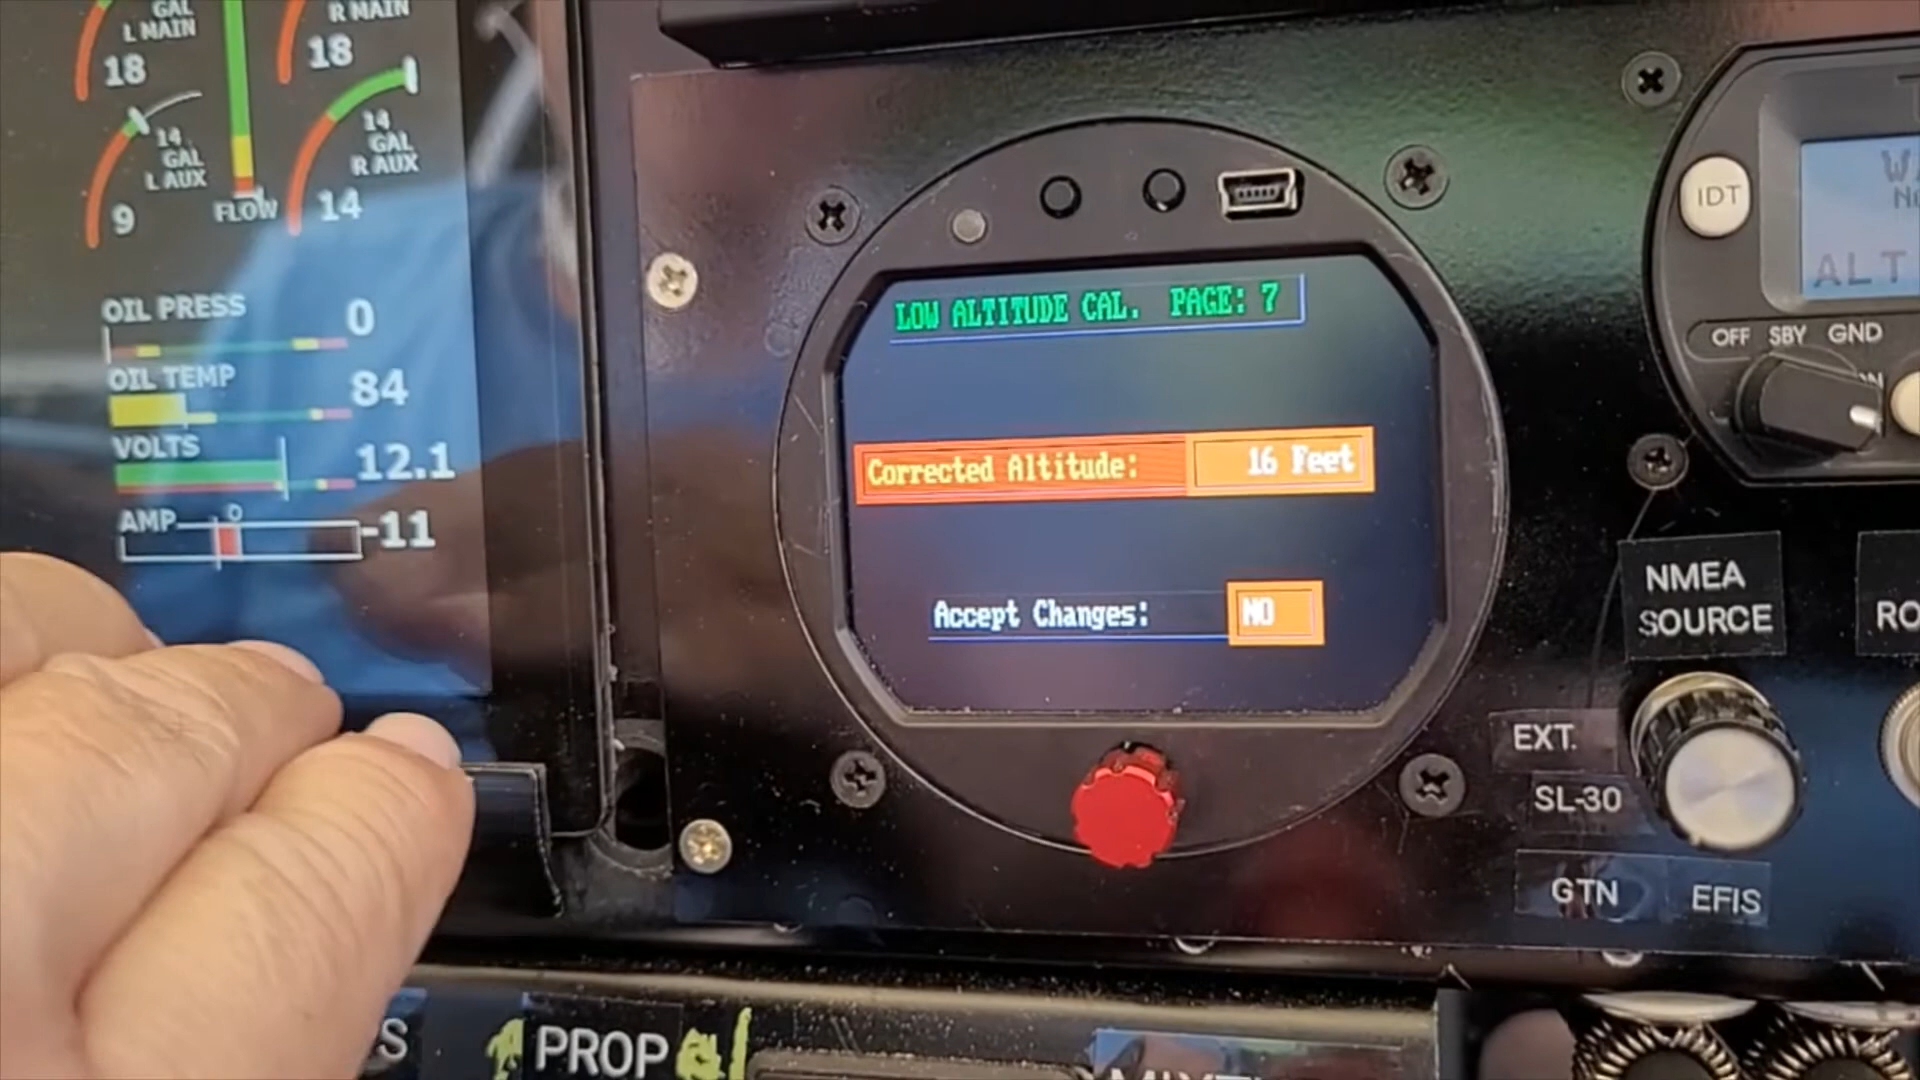 GAL
L MAIN
18
R MAIN
18
14
GAL
L AUX
9
FLOW
14
GAL
R AUX
14
OIL PRESS 0
OIL TEMP 84
VOLTS 12.1
AMP 0 -11
LOW ALTITUDE CAL. PAGE: 7
Corrected Altitude: 16 Feet
Accept Changes: NO
IDT
ALT
OFF SBY GND
NMEA
SOURCE
EXT.
SL-30
GTN
EFIS
PROP